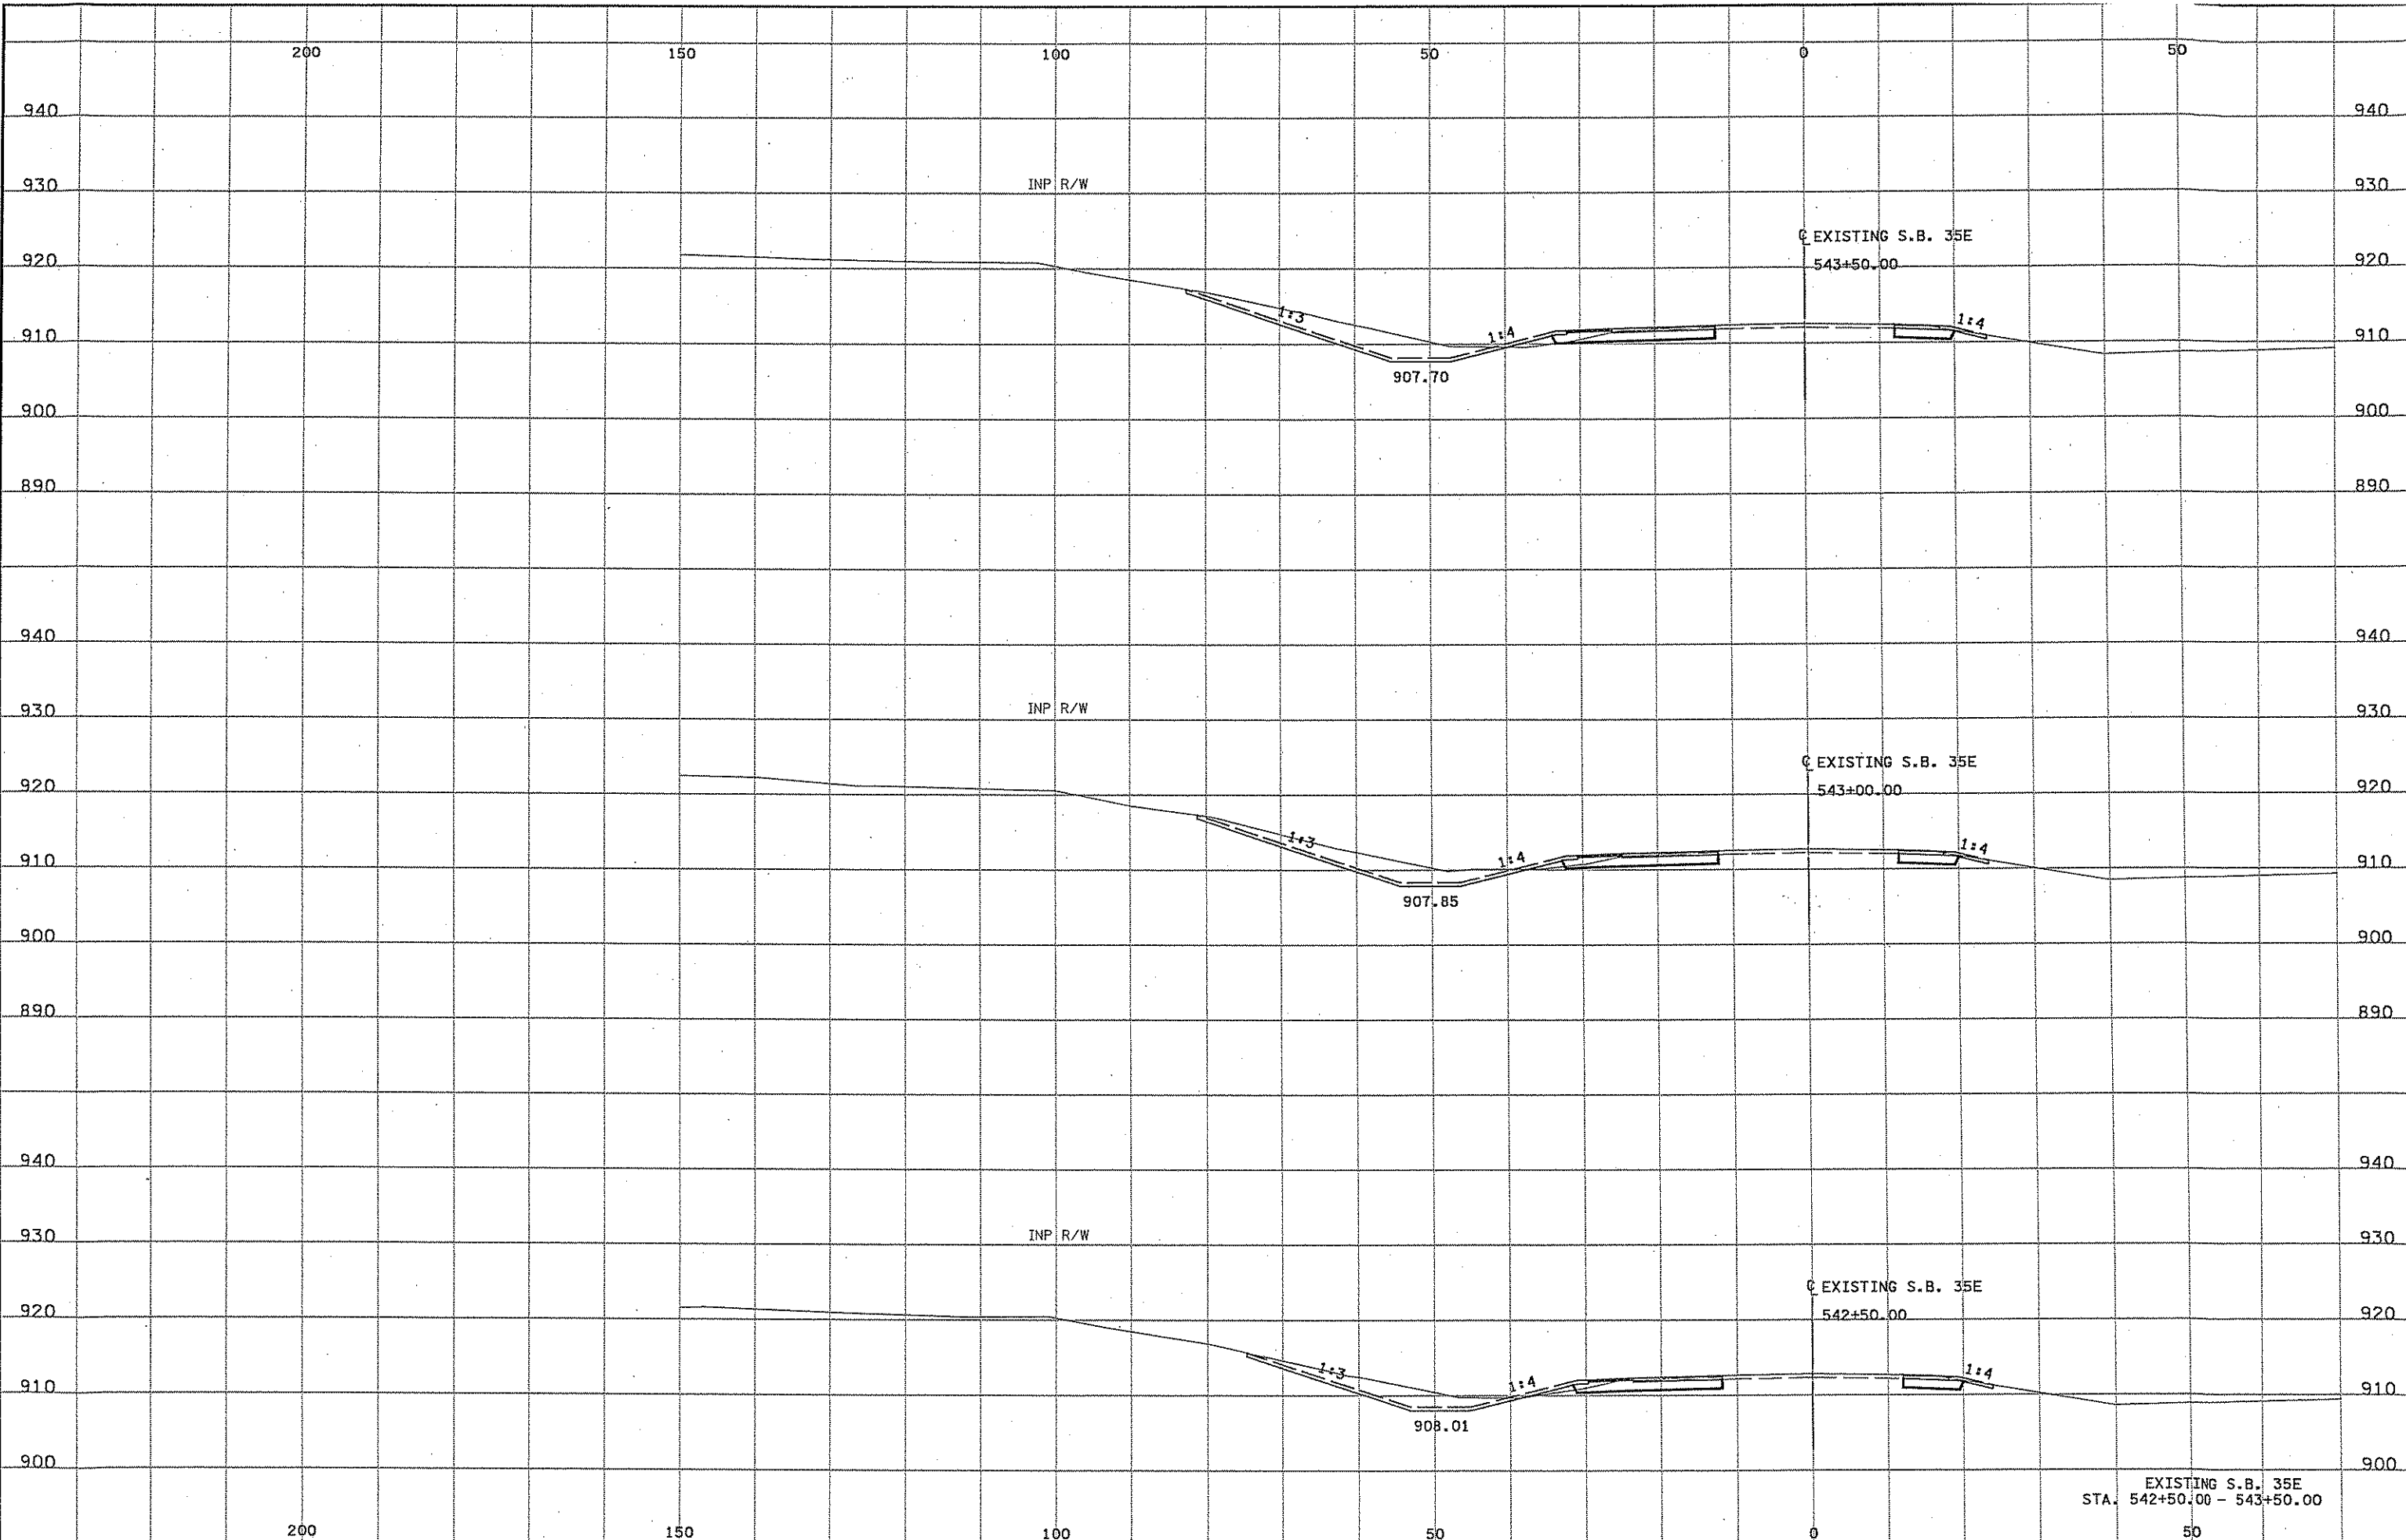 200 150 100 50 0 50
940 940
930 INP R/W 930
℄ EXISTING S.B. 35E
920 543+50.00 920
1:3 1:4 1:4
910 910
907.70
900 900
890 890
940 940
930 INP R/W 930
℄ EXISTING S.B. 35E
920 543+00.00 920
1:3 1:4 1:4
910 910
907.85
900 900
890 890
940 940
930 INP R/W 930
℄ EXISTING S.B. 35E
920 542+50.00 920
1:3 1:4 1:4
910 910
908.01
900 900
EXISTING S.B. 35E
STA. 542+50.00 - 543+50.00
200 150 100 50 0 50